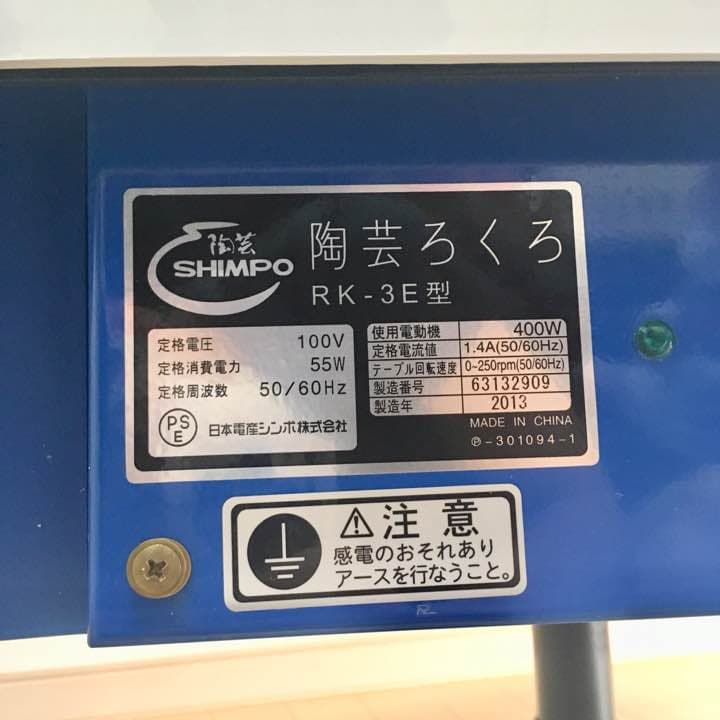 陶芸
SHIMPO
陶芸ろくろ
RK-3E型
定格電圧 100V
定格消費電力 55W
定格周波数 50/60Hz
PS
E
日本電産シンポ株式会社
使用電動機 400W
定格電流値 1.4A(50/60Hz)
テーブル回転速度 0~250rpm(50/60Hz)
製造番号 63132909
製造年 2013
MADE IN CHINA
℗-301094-1
注意
感電のおそれあり
アースを行なうこと。